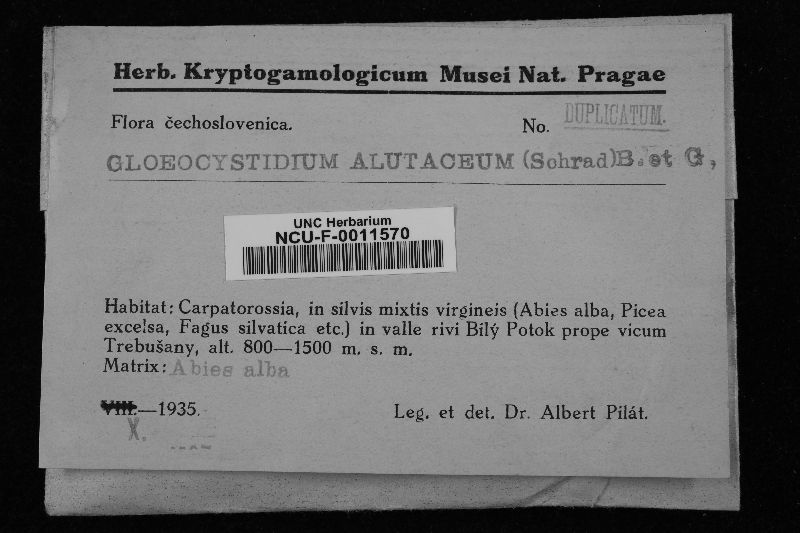 Herb. Kryptogamologicum Musei Nat. Pragae
Flora čechoslovenica.
No. DUPLICATUM.
GLOEOCYSTIDIUM ALUTACEUM (Schrad)B. et G,
UNC Herbarium
NCU-F-0011570
Habitat: Carpatorossia, in silvis mixtis virgineis (Abies alba, Picea
excelsa, Fagus silvatica etc.) in valle rivi Bílý Potok prope vicum
Trebušany, alt. 800—1500 m. s. m.
Matrix: Abies alba
VIII.—1935.
X.
Leg. et det. Dr. Albert Pilát.